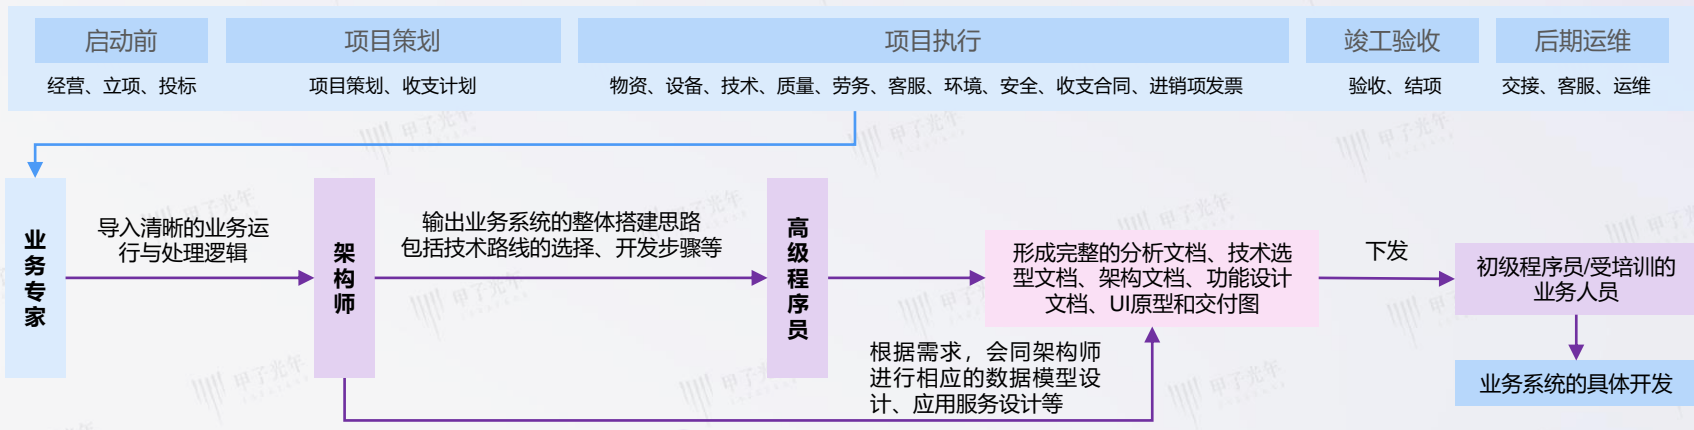 启动前
项目策划
项目执行
竣工验收
后期运维
经营、立项、投标
项目策划、收支计划
物资、设备、技术、质量、劳务、客服、环境、安全、收支合同、进销项发票
验收、结项
交接、客服、运维
业务专家
导入清晰的业务运
行与处理逻辑
架构师
输出业务系统的整体搭建思路
包括技术路线的选择、开发步骤等
高级程序员
形成完整的分析文档、技术选
型文档、架构文档、功能设计
文档、UI原型和交付图
根据需求，会同架构师
进行相应的数据模型设
计、应用服务设计等
下发
初级程序员/受培训的
业务人员
业务系统的具体开发
甲子光年